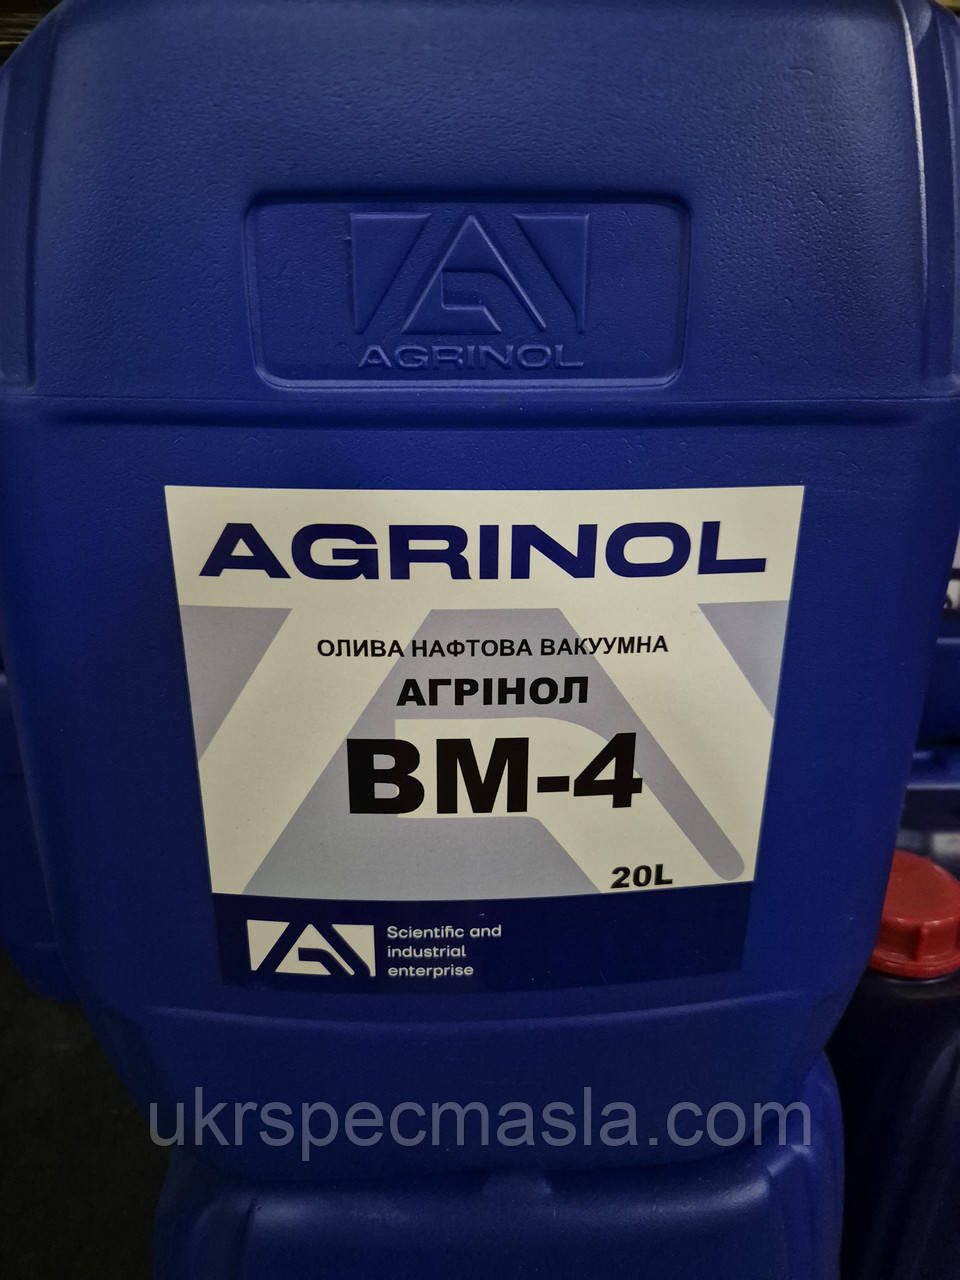 AGRINOL
AGRINOL
ОЛИВА НАФТОВА ВАКУУМНА
АГРІНОЛ
ВМ-4
20L
Scientific and
industrial
enterprise
ukrspecmasla.com